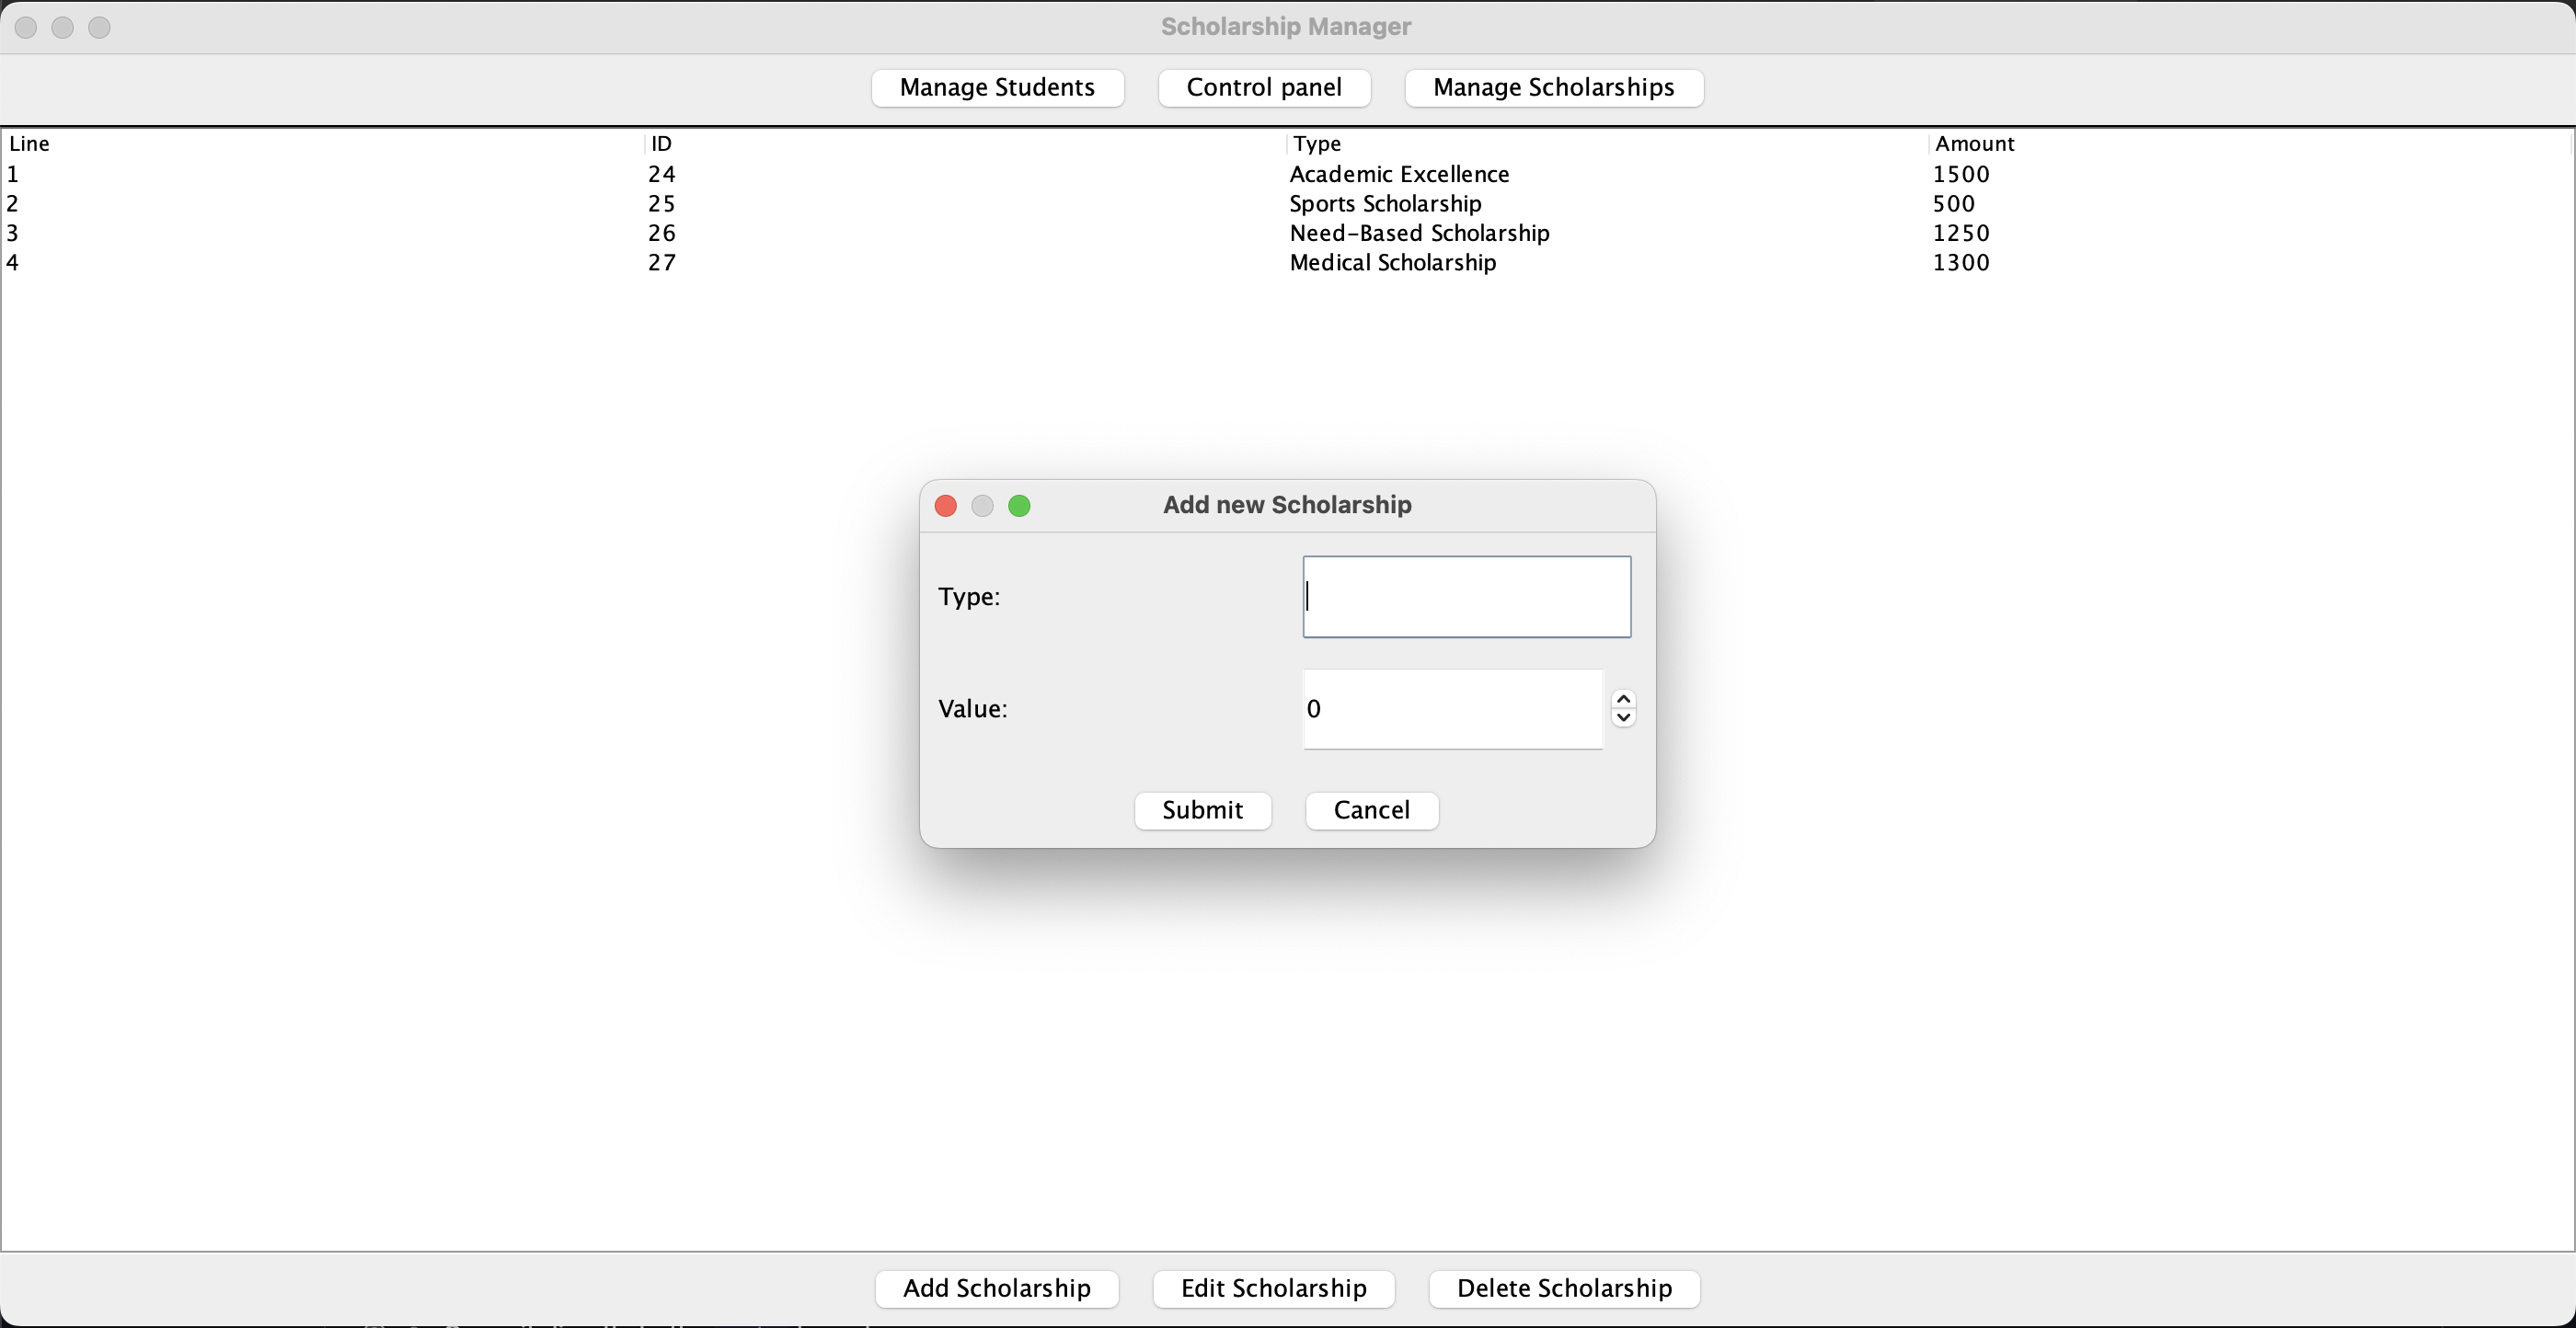 Scholarship Manager
Manage Students Control panel Manage Scholarships
Line ID Type Amount
1 24 Academic Excellence 1500
2 25 Sports Scholarship 500
3 26 Need-Based Scholarship 1250
4 27 Medical Scholarship 1300
Add new Scholarship
Type:
Value: 0
Submit Cancel
Add Scholarship Edit Scholarship Delete Scholarship